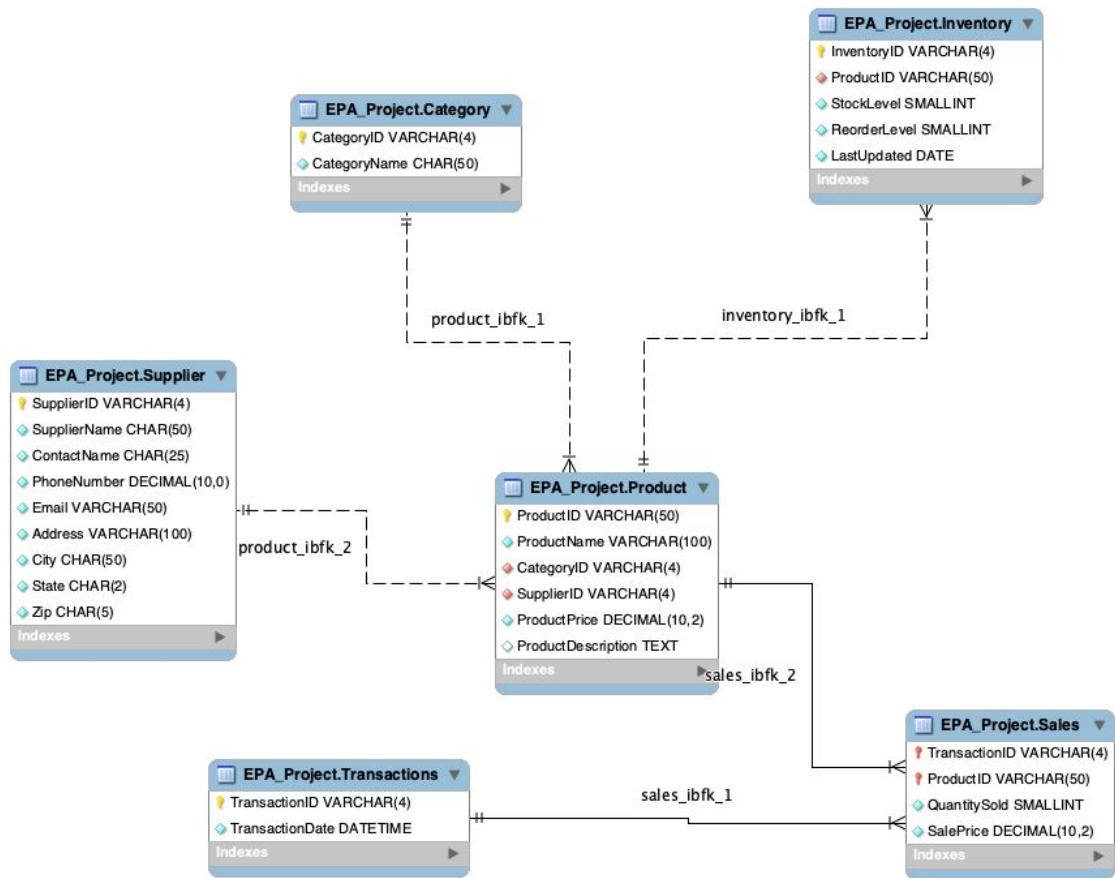 EPA_Project.Inventory
InventoryID VARCHAR(4)
ProductID VARCHAR(50)
StockLevel SMALLINT
ReorderLevel SMALLINT
LastUpdated DATE
Indexes
EPA_Project.Category
CategoryID VARCHAR(4)
CategoryName CHAR(50)
Indexes
product_ibfk_1
inventory_ibfk_1
EPA_Project.Supplier
SupplierID VARCHAR(4)
SupplierName CHAR(50)
ContactName CHAR(25)
PhoneNumber DECIMAL(10,0)
Email VARCHAR(50)
Address VARCHAR(100)
City CHAR(50)
State CHAR(2)
Zip CHAR(5)
Indexes
product_ibfk_2
EPA_Project.Product
ProductID VARCHAR(50)
ProductName VARCHAR(100)
CategoryID VARCHAR(4)
SupplierID VARCHAR(4)
ProductPrice DECIMAL(10,2)
ProductDescription TEXT
Indexes
sales_ibfk_2
EPA_Project.Transactions
TransactionID VARCHAR(4)
TransactionDate DATETIME
Indexes
sales_ibfk_1
EPA_Project.Sales
TransactionID VARCHAR(4)
ProductID VARCHAR(50)
QuantitySold SMALLINT
SalePrice DECIMAL(10,2)
Indexes